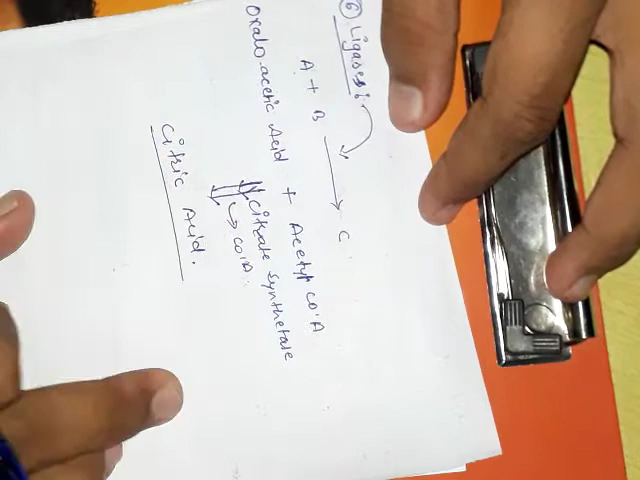 ⑥ Ligases :
A + B → C
Oxalo acetic Acid + Acetyl co'A
Citrate synthetase
→ co'A.
Citric Acid.